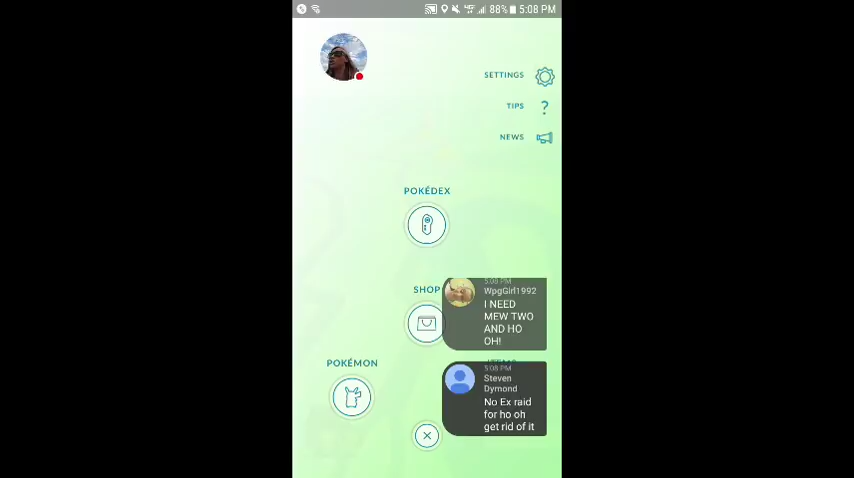 88% 5:08 PM
SETTINGS
TIPS ?
NEWS
POKÉDEX
SHOP
5:08 PM
WpgGirl1992
I NEED
MEW TWO
AND HO
OH!
POKÉMON
ITEMS
5:08 PM
Steven
Dymond
No Ex raid
for ho oh
get rid of it